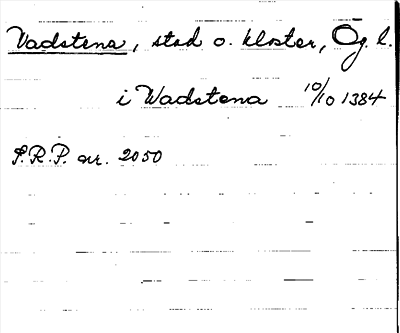 Vadstena, stad o. kloster, Ög. l.
i Wadstena 10/10 1384
S.R.P. nr. 2050